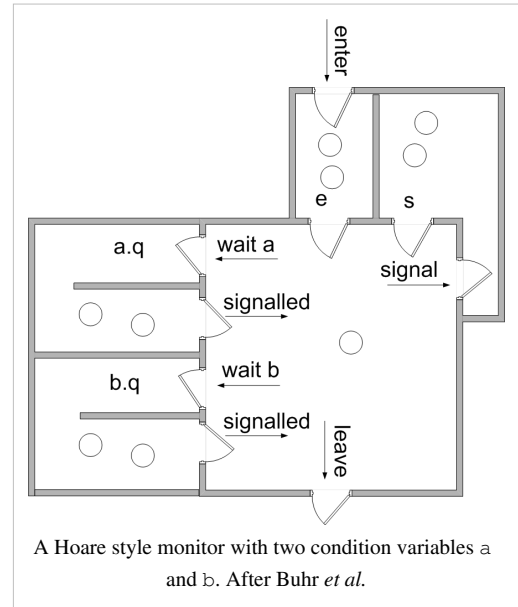 enter
e
s
a.q
wait a
signal
signalled
b.q
wait b
signalled
leave
A Hoare style monitor with two condition variables a
and b. After Buhr et al.